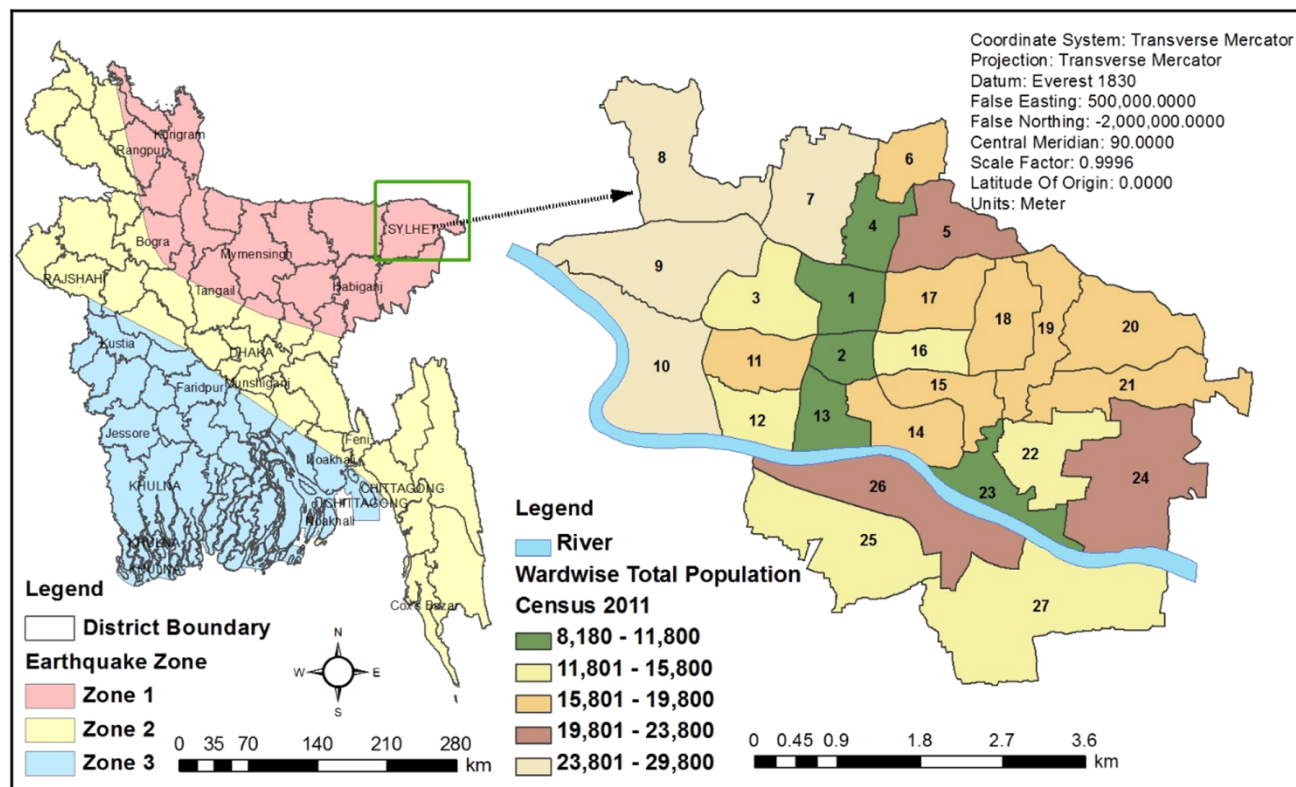 Coordinate System: Transverse Mercator
Projection: Transverse Mercator
Datum: Everest 1830
False Easting: 500,000.0000
False Northing: -2,000,000.0000
Central Meridian: 90.0000
Scale Factor: 0.9996
Latitude Of Origin: 0.0000
Units: Meter
Kurigram
Rangpur
SYLHET
Bogra
Mymensingh
RAJSHAHI
Tangail
Habiganj
Kustia
DHAKA
Faridpur
Munshiganj
Jessore
Feni
Noakhali
KHULNA
CHITTAGONG
CHITTAGONG
Noakhali
KHULNA
KHULNA
Cox's Bazar
Legend
District Boundary
Earthquake Zone
Zone 1
Zone 2
Zone 3
N
W E
S
0 35 70 140 210 280
km
8
7
6
4
5
9
3
1
17
18
19
20
10
11
2
16
15
21
12
13
14
22
23
24
26
25
27
Legend
River
Wardwise Total Population
Census 2011
8,180 - 11,800
11,801 - 15,800
15,801 - 19,800
19,801 - 23,800
23,801 - 29,800
0 0.45 0.9 1.8 2.7 3.6
km